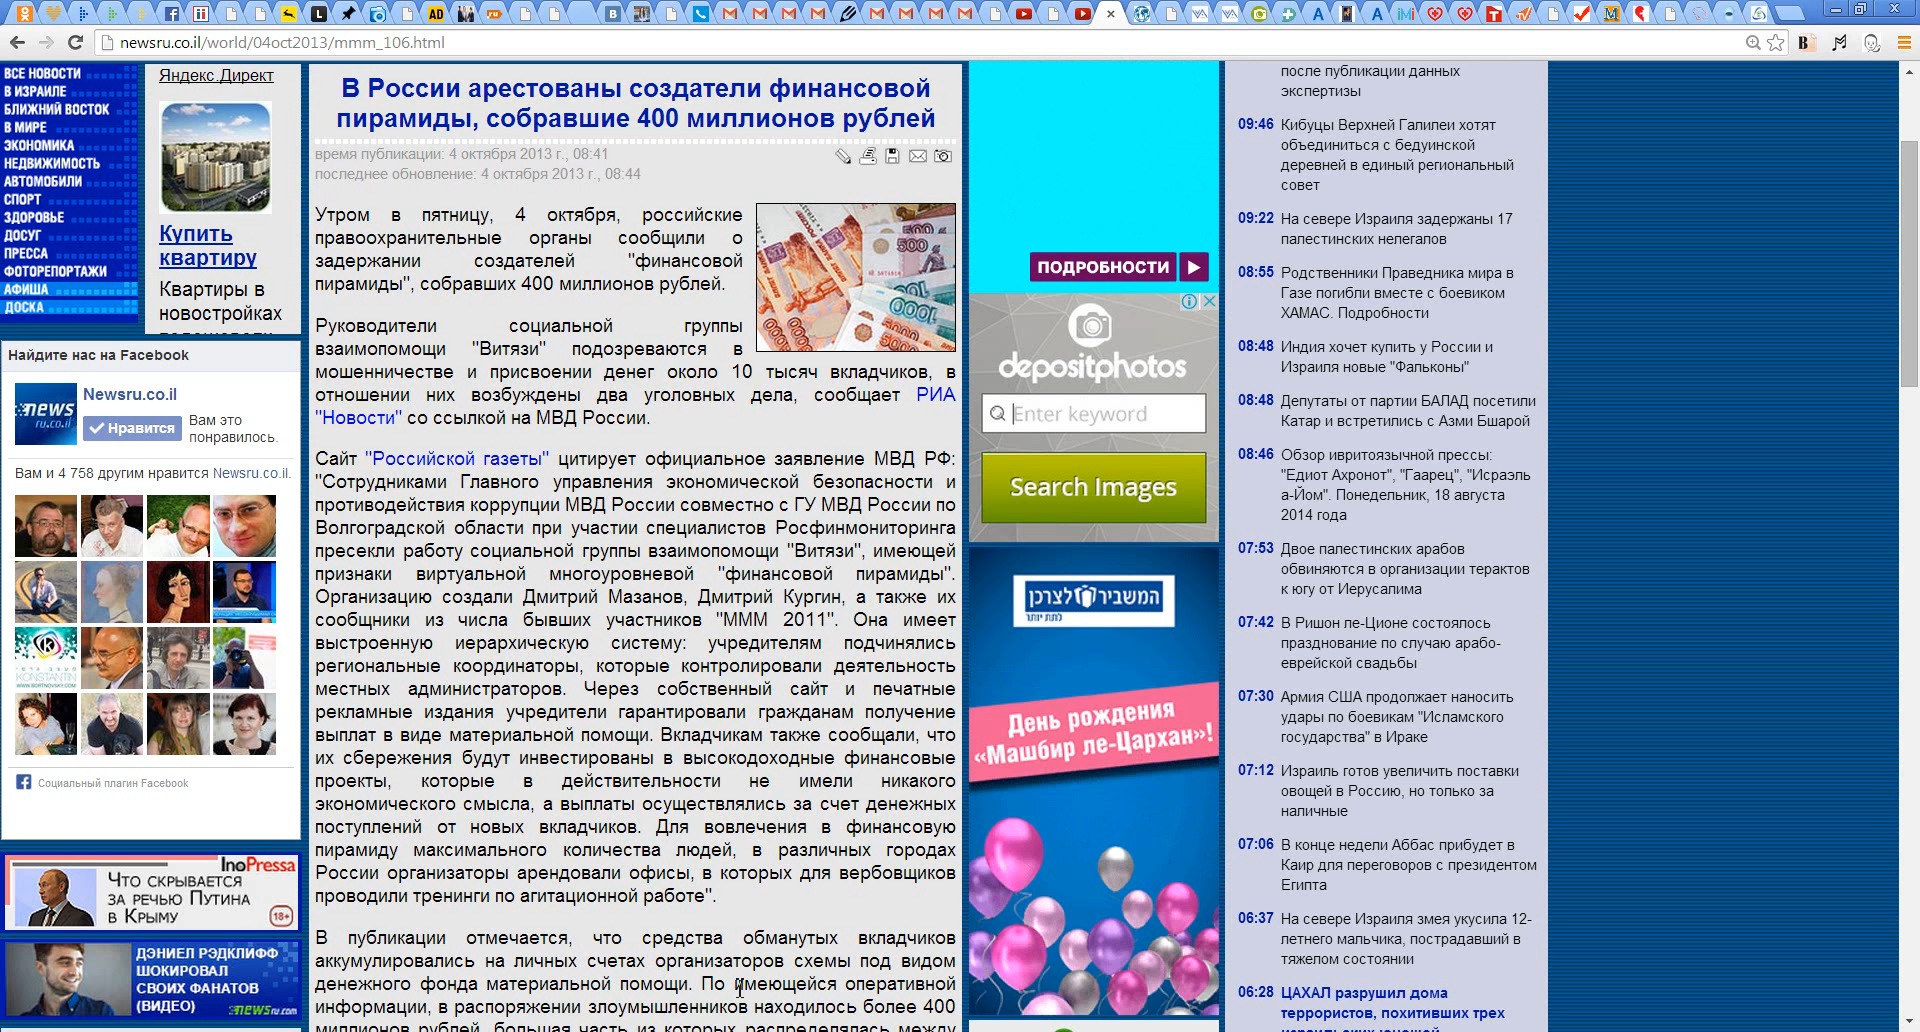 newsru.co.il/world/04oct2013/mmm_106.html
ВСЕ НОВОСТИ
В ИЗРАИЛЕ
БЛИЖНИЙ ВОСТОК
В МИРЕ
ЭКОНОМИКА
НЕДВИЖИМОСТЬ
АВТОМОБИЛИ
СПОРТ
ЗДОРОВЬЕ
ДОСУГ
ПРЕССА
ФОТОРЕПОРТАЖИ
АФИША
ДОСКА
Яндекс.Директ
Купить
квартиру
Квартиры в
новостройках
Найдите нас на Facebook
Newsru.co.il
Нравится
Вам это
понравилось.
Вам и 4 758 другим нравится Newsru.co.il.
Социальный плагин Facebook
InoPressa
Что скрывается
за речью Путина
в Крыму
18+
ДЭНИЕЛ РЭДКЛИФФ
ШОКИРОВАЛ
СВОИХ ФАНАТОВ
(ВИДЕО)
NEWSru.com
В России арестованы создатели финансовой
пирамиды, собравшие 400 миллионов рублей
время публикации: 4 октября 2013 г., 08:41
последнее обновление: 4 октября 2013 г., 08:44
Утром в пятницу, 4 октября, российские
правоохранительные органы сообщили о
задержании создателей "финансовой
пирамиды", собравших 400 миллионов рублей.
Руководители социальной группы
взаимопомощи "Витязи" подозреваются в
мошенничестве и присвоении денег около 10 тысяч вкладчиков, в
отношении них возбуждены два уголовных дела, сообщает РИА
"Новости" со ссылкой на МВД России.
Сайт "Российской газеты" цитирует официальное заявление МВД РФ:
"Сотрудниками Главного управления экономической безопасности и
противодействия коррупции МВД России совместно с ГУ МВД России по
Волгоградской области при участии специалистов Росфинмониторинга
пресекли работу социальной группы взаимопомощи "Витязи", имеющей
признаки виртуальной многоуровневой "финансовой пирамиды".
Организацию создали Дмитрий Мазанов, Дмитрий Кургин, а также их
сообщники из числа бывших участников "МММ 2011". Она имеет
выстроенную иерархическую систему: учредителям подчинялись
региональные координаторы, которые контролировали деятельность
местных администраторов. Через собственный сайт и печатные
рекламные издания учредители гарантировали гражданам получение
выплат в виде материальной помощи. Вкладчикам также сообщали, что
их сбережения будут инвестированы в высокодоходные финансовые
проекты, которые в действительности не имели никакого
экономического смысла, а выплаты осуществлялись за счет денежных
поступлений от новых вкладчиков. Для вовлечения в финансовую
пирамиду максимального количества людей, в различных городах
России организаторы арендовали офисы, в которых для вербовщиков
проводили тренинги по агитационной работе".
В публикации отмечается, что средства обманутых вкладчиков
аккумулировались на личных счетах организаторов схемы под видом
денежного фонда материальной помощи. По имеющейся оперативной
информации, в распоряжении злоумышленников находилось более 400
миллионов рублей, большая часть из которых распределялась между
ПОДРОБНОСТИ
depositphotos
Enter keyword
Search Images
המשביר לצרכן
לתת יותר
День рождения
«Машбир ле-Цархан»!
после публикации данных
экспертизы
09:46 Кибуцы Верхней Галилеи хотят
объединиться с бедуинской
деревней в единый региональный
совет
09:22 На севере Израиля задержаны 17
палестинских нелегалов
08:55 Родственники Праведника мира в
Газе погибли вместе с боевиком
ХАМАС. Подробности
08:48 Индия хочет купить у России и
Израиля новые "Фальконы"
08:48 Депутаты от партии БАЛАД посетили
Катар и встретились с Азми Бшарой
08:46 Обзор ивритоязычной прессы:
"Едиот Ахронот", "Гаарец", "Исраэль
а-Йом". Понедельник, 18 августа
2014 года
07:53 Двое палестинских арабов
обвиняются в организации терактов
к югу от Иерусалима
07:42 В Ришон ле-Ционе состоялось
празднование по случаю арабо-
еврейской свадьбы
07:30 Армия США продолжает наносить
удары по боевикам "Исламского
государства" в Ираке
07:12 Израиль готов увеличить поставки
овощей в Россию, но только за
наличные
07:06 В конце недели Аббас прибудет в
Каир для переговоров с президентом
Египта
06:37 На севере Израиля змея укусила 12-
летнего мальчика, пострадавший в
тяжелом состоянии
06:28 ЦАХАЛ разрушил дома
террористов, похитивших трех